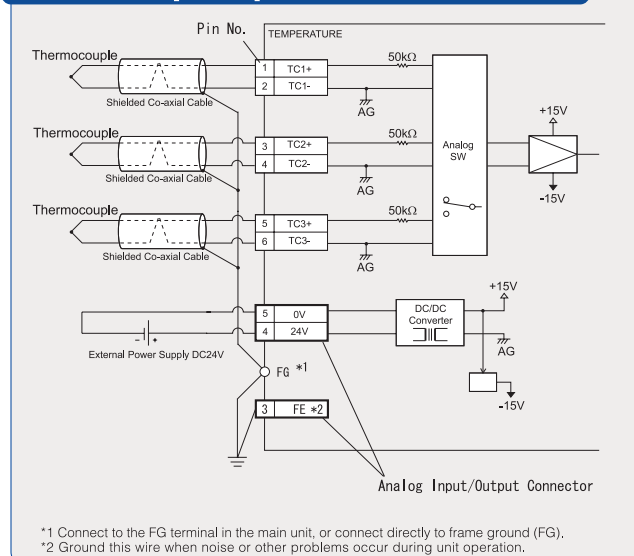 Pin No.
TEMPERATURE
Thermocouple
1 TC1+
2 TC1-
50kΩ
AG
Shielded Co-axial Cable
Thermocouple
3 TC2+
4 TC2-
50kΩ
AG
Shielded Co-axial Cable
Analog
SW
+15V
-15V
Thermocouple
5 TC3+
6 TC3-
50kΩ
AG
Shielded Co-axial Cable
5 0V
4 24V
- +
External Power Supply DC24V
DC/DC
Converter
+15V
AG
-15V
FG *1
3 FE *2
Analog Input/Output Connector
*1 Connect to the FG terminal in the main unit, or connect directly to frame ground (FG),
*2 Ground this wire when noise or other problems occur during unit operation.